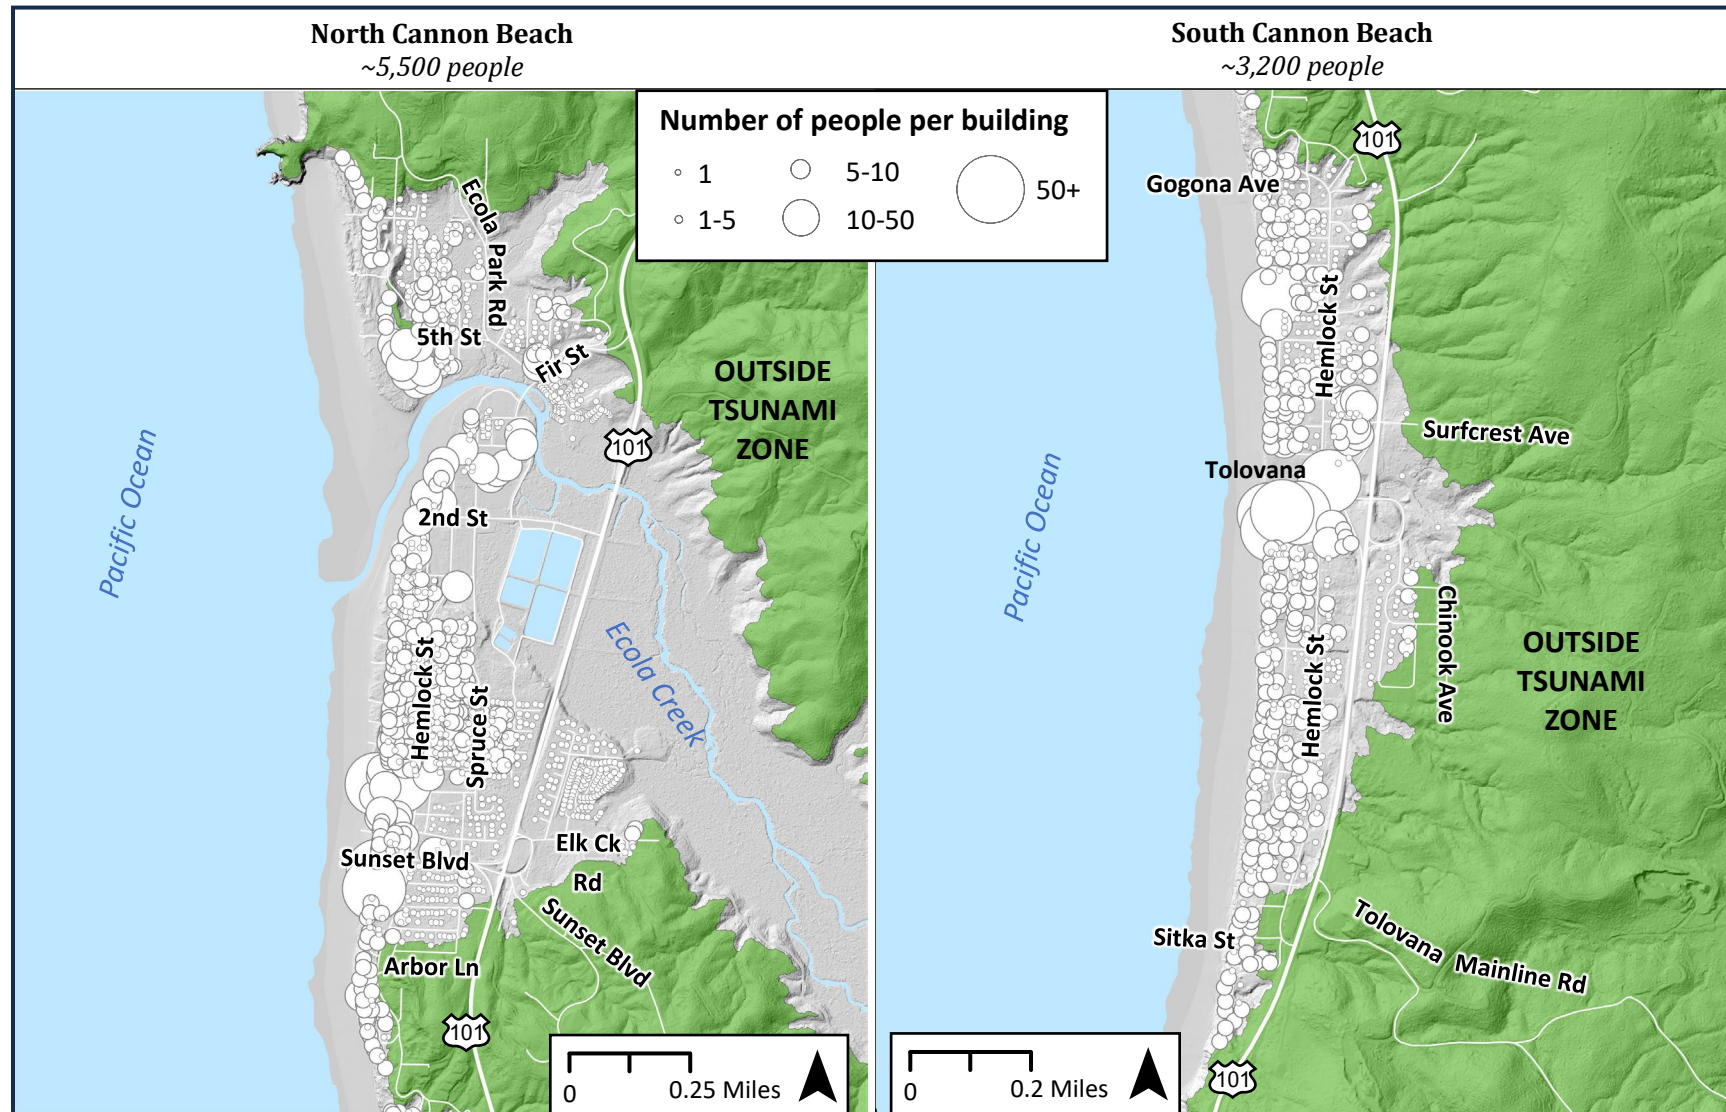 North Cannon Beach
~5,500 people
South Cannon Beach
~3,200 people
Number of people per building
1
1-5
5-10
10-50
50+
Ecola Park Rd
5th St
Fir St
101
OUTSIDE
TSUNAMI
ZONE
Pacific Ocean
2nd St
Ecola Creek
Hemlock St
Spruce St
Sunset Blvd
Elk Ck
Rd
Sunset Blvd
Arbor Ln
101
0
0.25 Miles
101
Gogona Ave
Hemlock St
Surfcrest Ave
Tolovana
Pacific Ocean
Chinook Ave
OUTSIDE
TSUNAMI
ZONE
Hemlock St
Sitka St
Tolovana Mainline Rd
101
0
0.2 Miles